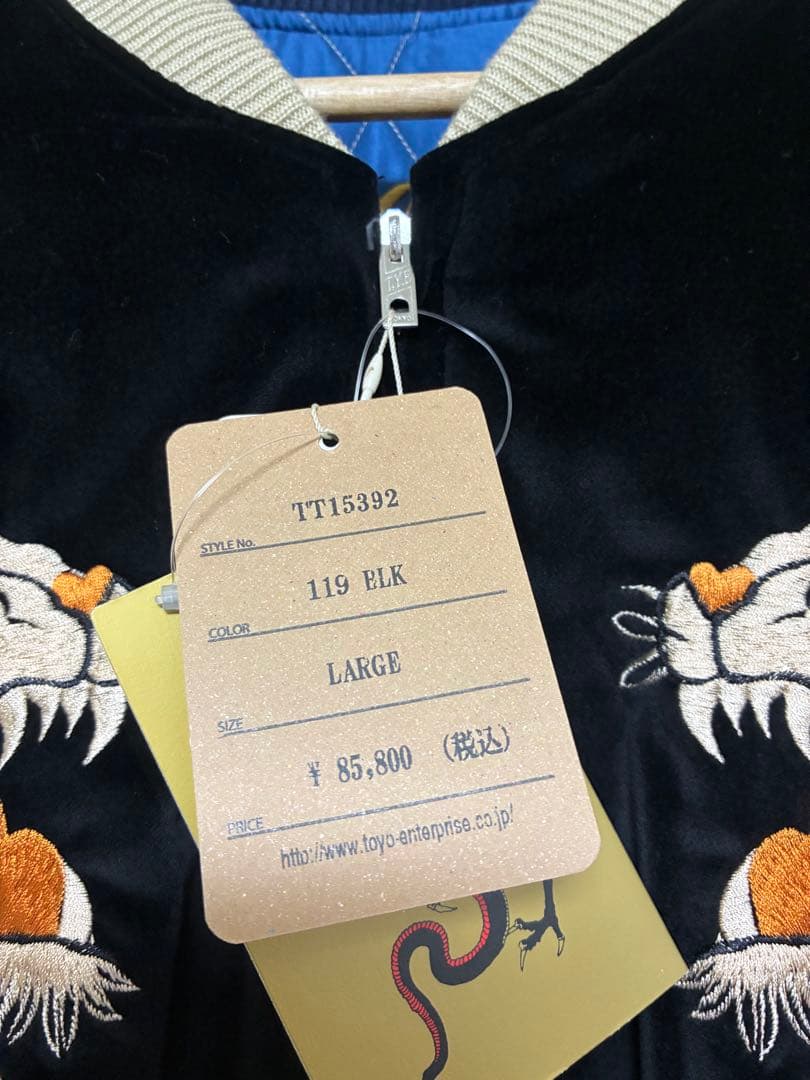 T.Y.E
TOKYO
TT15392
STYLE No.
119 BLK
COLOR
LARGE
SIZE
¥ 85,800 (税込)
PRICE
http://www.toyo-enterprise.co.jp/